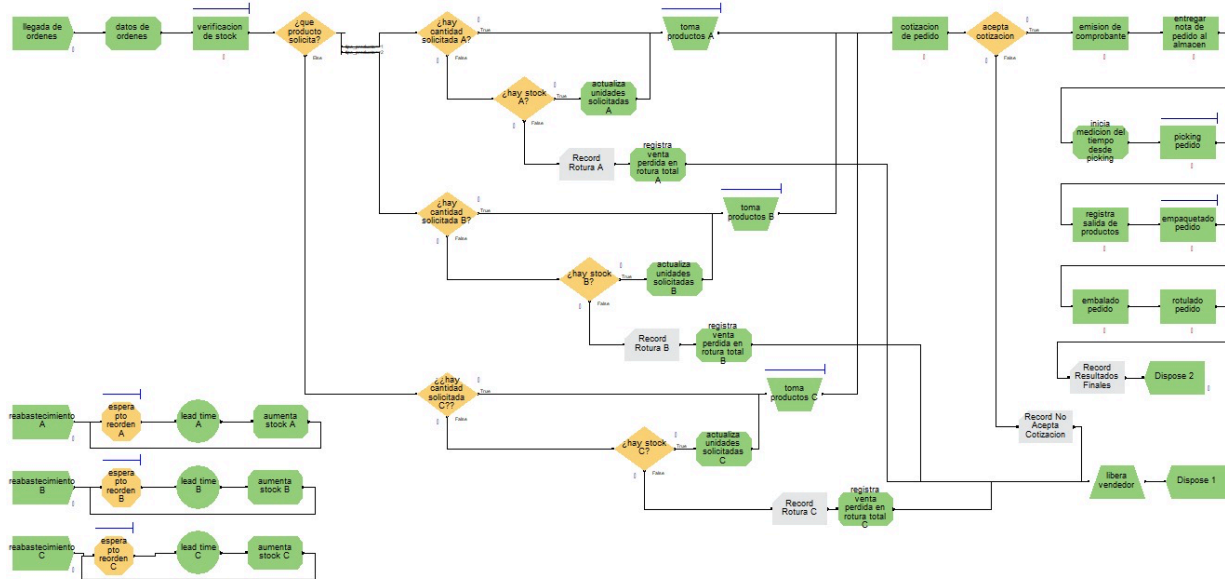 llegada de
ordenes
datos de
ordenes
verificacion
de stock
¿que
producto
solicita?
Else
¿hay
cantidad
solicitada A?
True
False
¿hay stock
A?
True
False
actualiza
unidades
solicitadas
A
toma
productos A
Record
Rotura A
registra
venta
perdida en
rotura total
A
¿hay
cantidad
solicitada B?
True
False
¿hay stock
B?
True
False
actualiza
unidades
solicitadas
B
toma
productos B
Record
Rotura B
registra
venta
perdida en
rotura total
B
¿¿hay
cantidad
solicitada
C??
True
False
¿hay stock
C?
True
False
actualiza
unidades
solicitadas
C
toma
productos C
Record
Rotura C
registra
venta
perdida en
rotura total
C
cotizacion
de pedido
acepta
cotizacion
True
False
emision de
comprobante
entregar
nota de
pedido al
almacen
inicia
medicion del
tiempo
desde
picking
picking
pedido
registra
salida de
productos
empaquetado
pedido
embalado
pedido
rotulado
pedido
Record
Resultados
Finales
Dispose 2
Record No
Acepta
Cotizacion
libera
vendedor
Dispose 1
reabastecimiento
A
espera
pto
reorden
A
lead time
A
aumenta
stock A
reabastecimiento
B
espera
pto
reorden
B
lead time
B
aumenta
stock B
reabastecimiento
C
espera
pto
reorden
C
lead time
C
aumenta
stock C